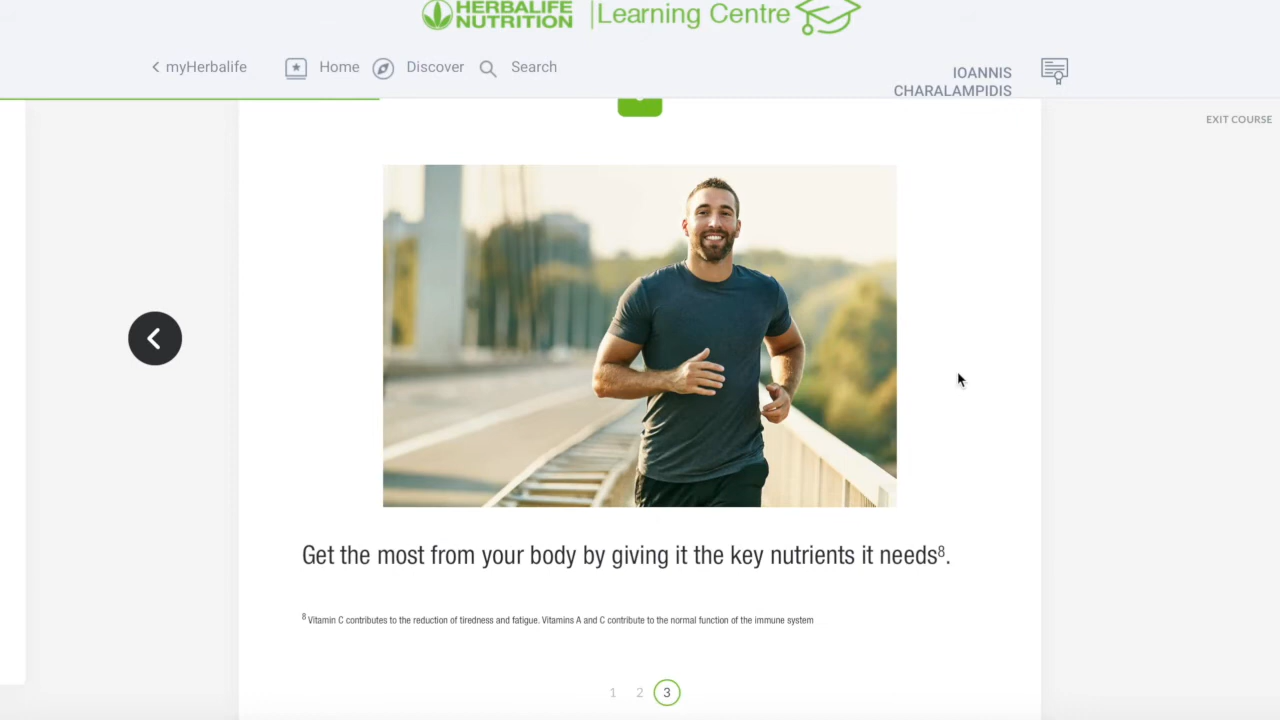 HERBALIFE
NUTRITION
Learning Centre
myHerbalife
Home
Discover
Search
IOANNIS
CHARALAMPIDIS
EXIT COURSE
Get the most from your body by giving it the key nutrients it needs⁸.
⁸ Vitamin C contributes to the reduction of tiredness and fatigue. Vitamins A and C contribute to the normal function of the immune system
1 2 3